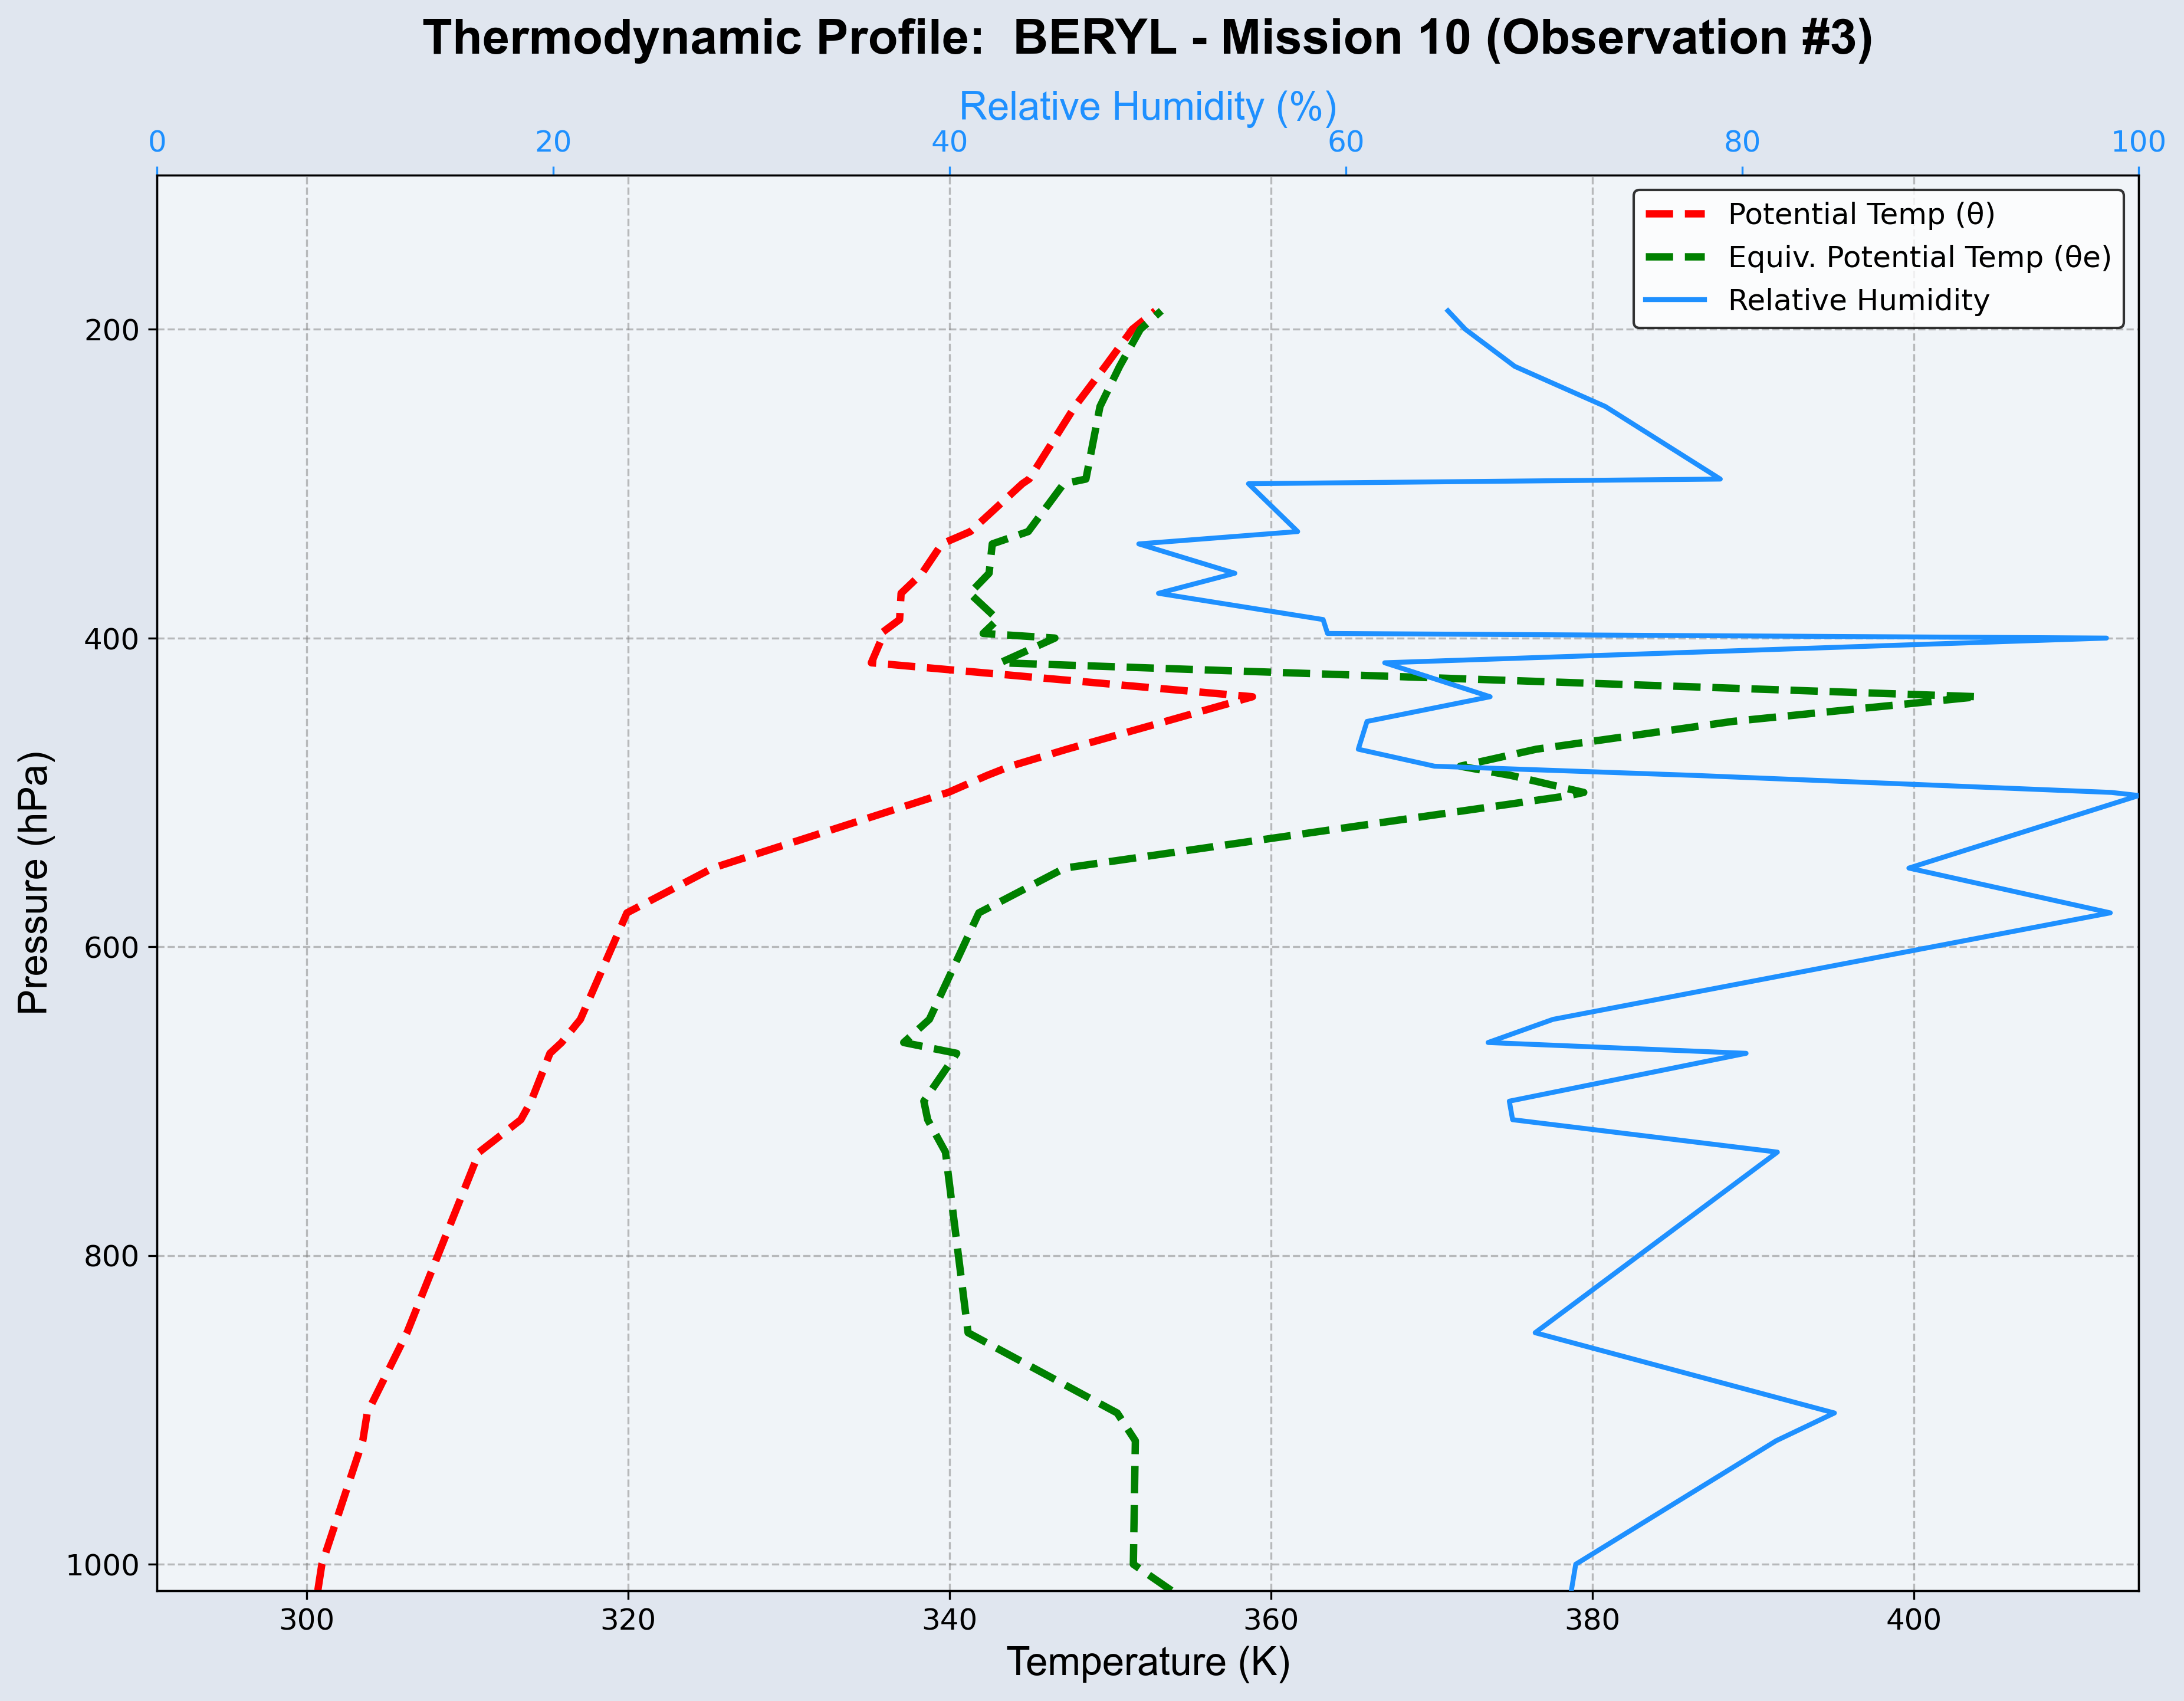 Thermodynamic Profile:  BERYL - Mission 10 (Observation #3)
Relative Humidity (%)
0 20 40 60 80 100
Potential Temp (θ)
Equiv. Potential Temp (θe)
Relative Humidity
200
400
600
800
1000
Pressure (hPa)
300 320 340 360 380 400
Temperature (K)